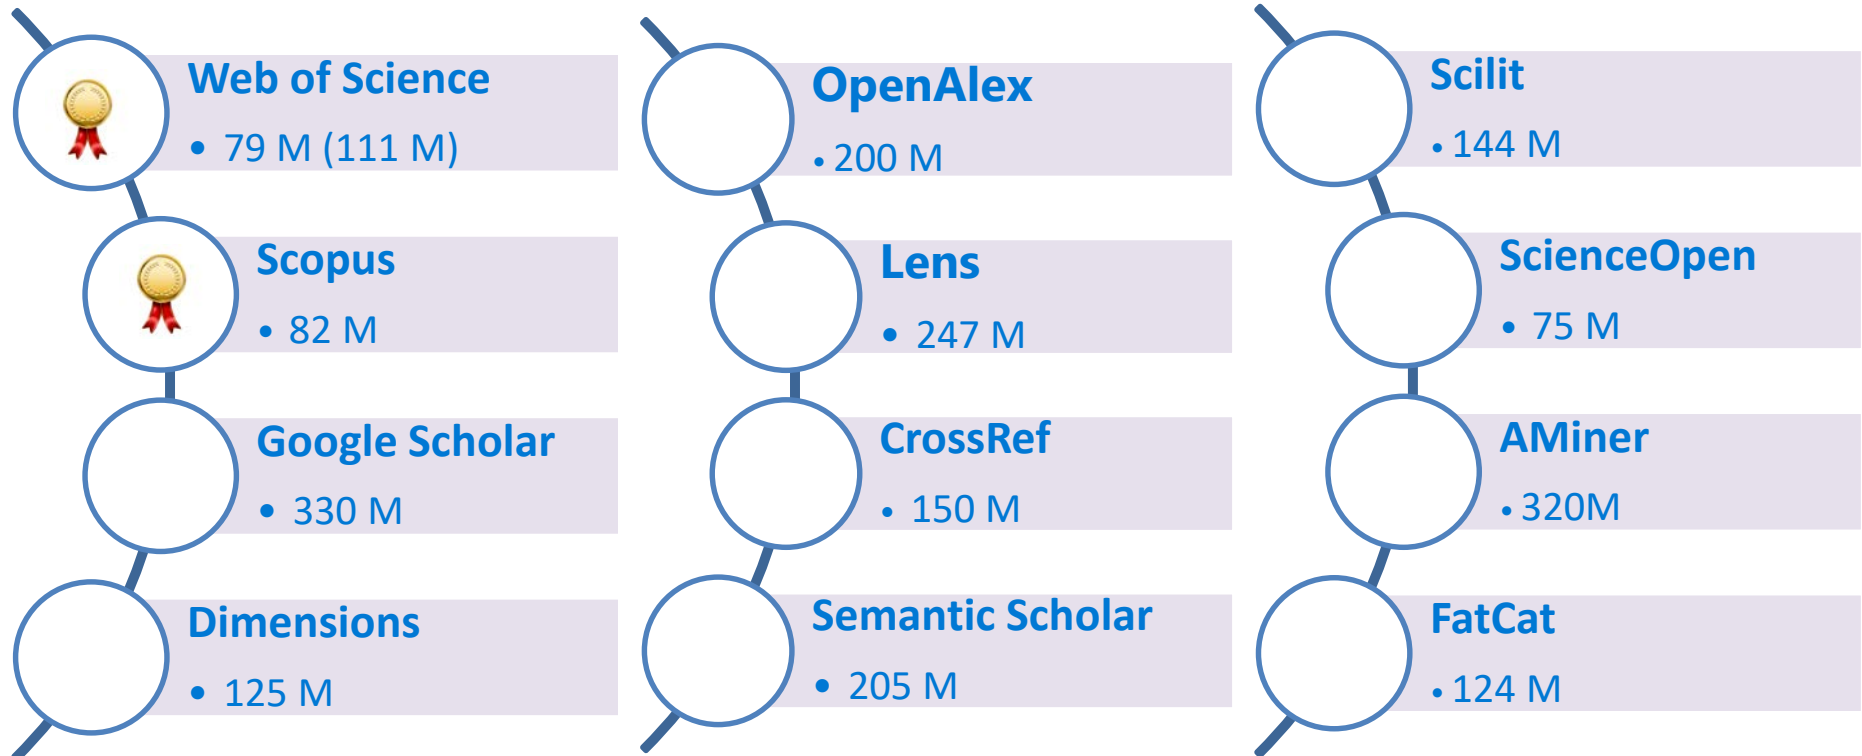 Web of Science
• 79 M (111 M)
Scopus
• 82 M
Google Scholar
• 330 M
Dimensions
• 125 M
OpenAlex
• 200 M
Lens
• 247 M
CrossRef
• 150 M
Semantic Scholar
• 205 M
Scilit
• 144 M
ScienceOpen
• 75 M
AMiner
• 320M
FatCat
• 124 M